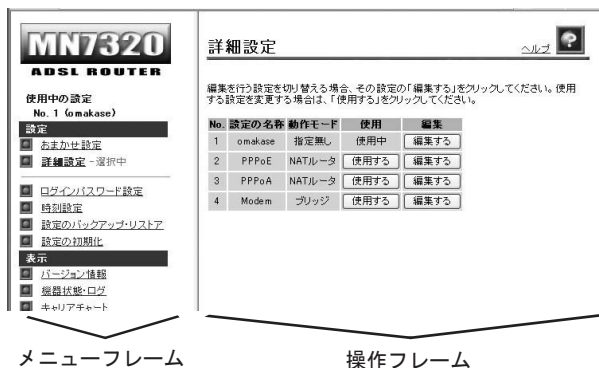 MN7320
ADSL ROUTER
使用中の設定
No. 1 (omakase)
設定
おまかせ設定
詳細設定 - 選択中
ログインパスワード設定
時刻設定
設定のバックアップ・リストア
設定の初期化
表示
バージョン情報
機器状態・ログ
キャリアチャート
詳細設定
ヘルプ ?
編集を行う設定を切り替える場合、その設定の「編集する」をクリックしてください。使用
する設定を変更する場合は、「使用する」をクリックしてください。
No. 設定の名称 動作モード 使用 編集
1 omakase 指定無し 使用中 編集する
2 PPPoE NATルータ 使用する 編集する
3 PPPoA NATルータ 使用する 編集する
4 Modem ブリッジ 使用する 編集する
メニューフレーム
操作フレーム